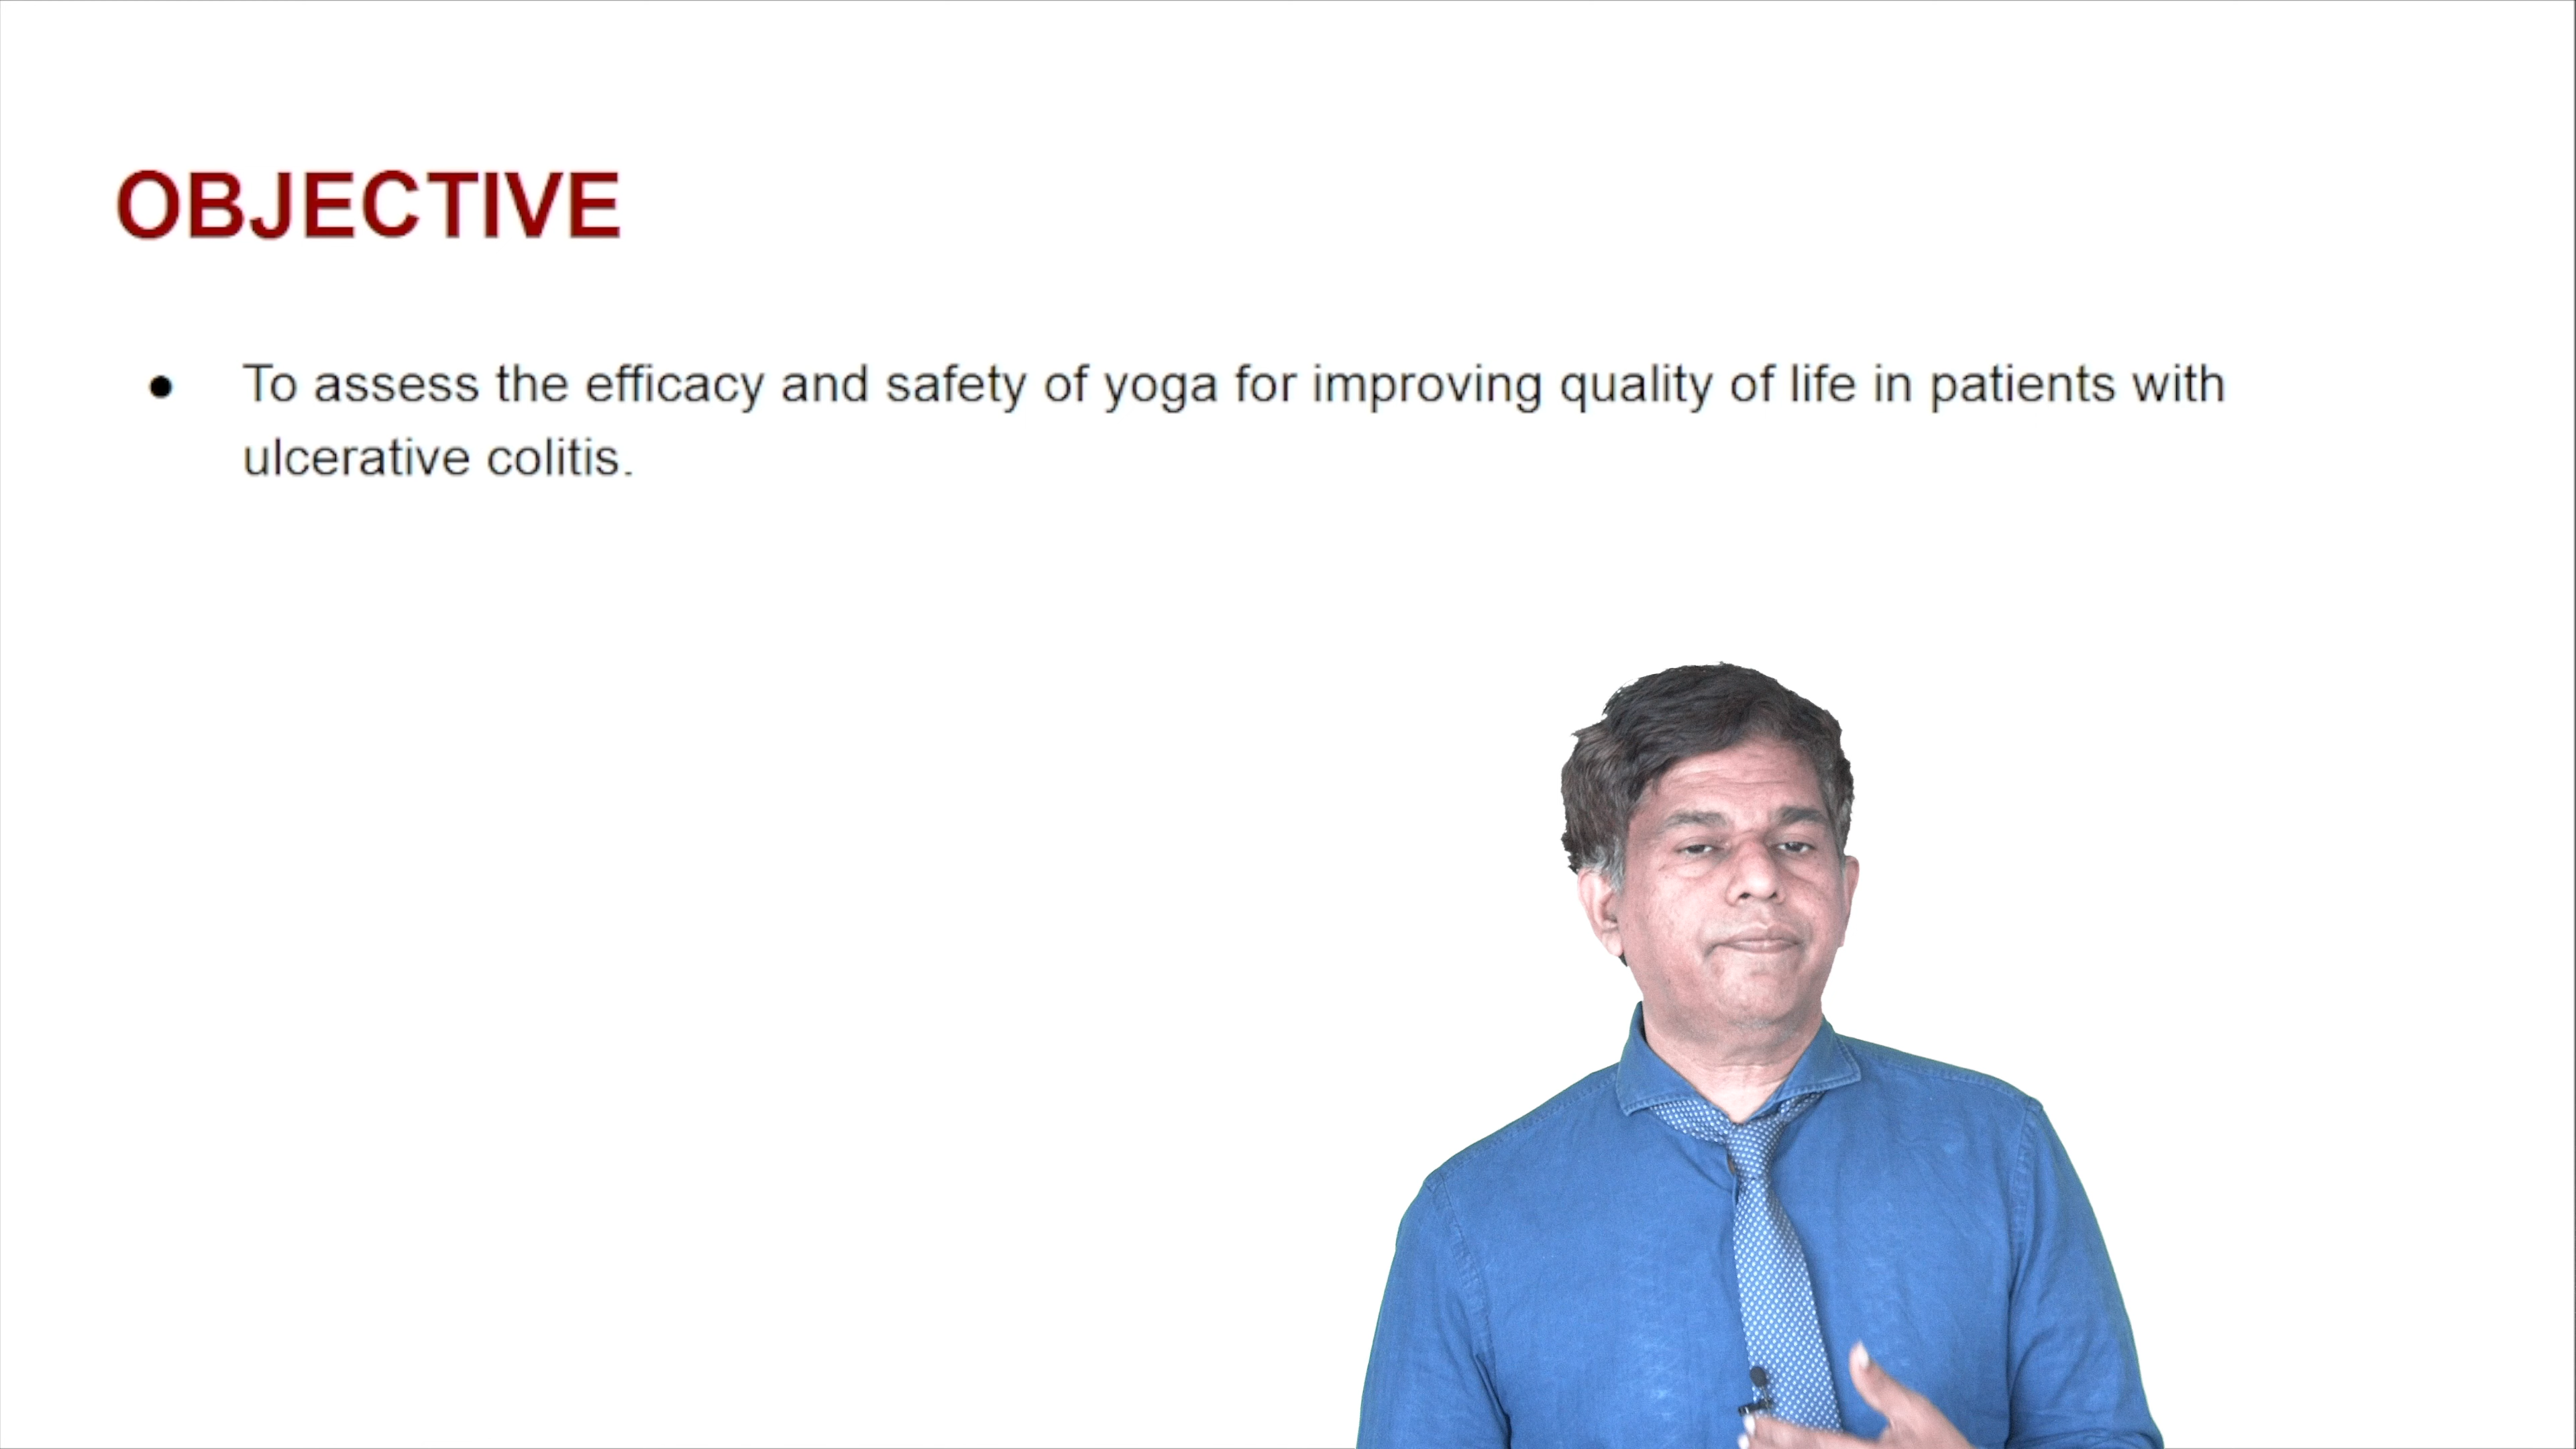 OBJECTIVE
● To assess the efficacy and safety of yoga for improving quality of life in patients with
ulcerative colitis.